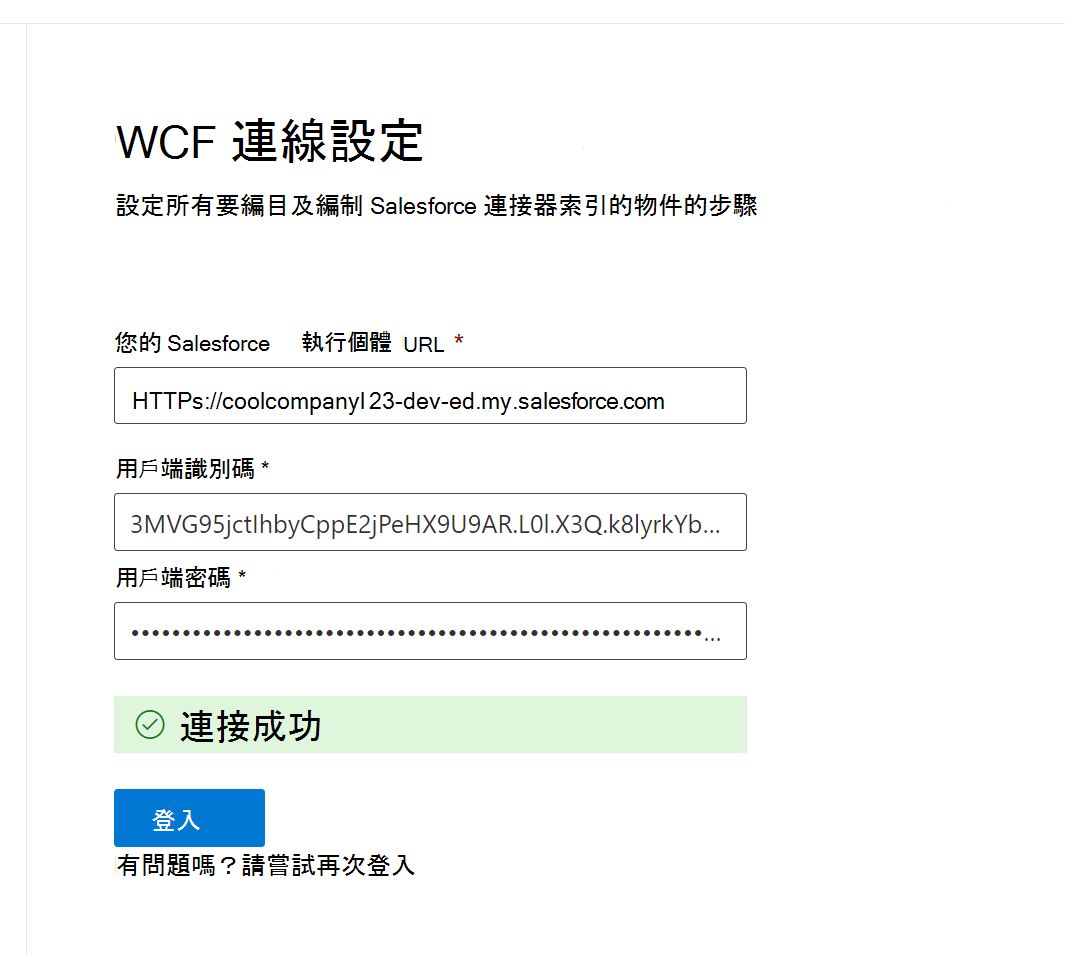 WCF 連線設定
設定所有要編目及編制 Salesforce 連接器索引的物件的步驟
您的 Salesforce 執行個體 URL *
HTTPs://coolcompanyl23-dev-ed.my.salesforce.com
用戶端識別碼 *
3MVG95jctIhbyCppE2jPeHX9U9AR.L0l.X3Q.k8lyrkYb...
用戶端密碼 *
••••••••••••••••••••••••••••••••••••••••••••••••••••••••...
連接成功
登入
有問題嗎？請嘗試再次登入